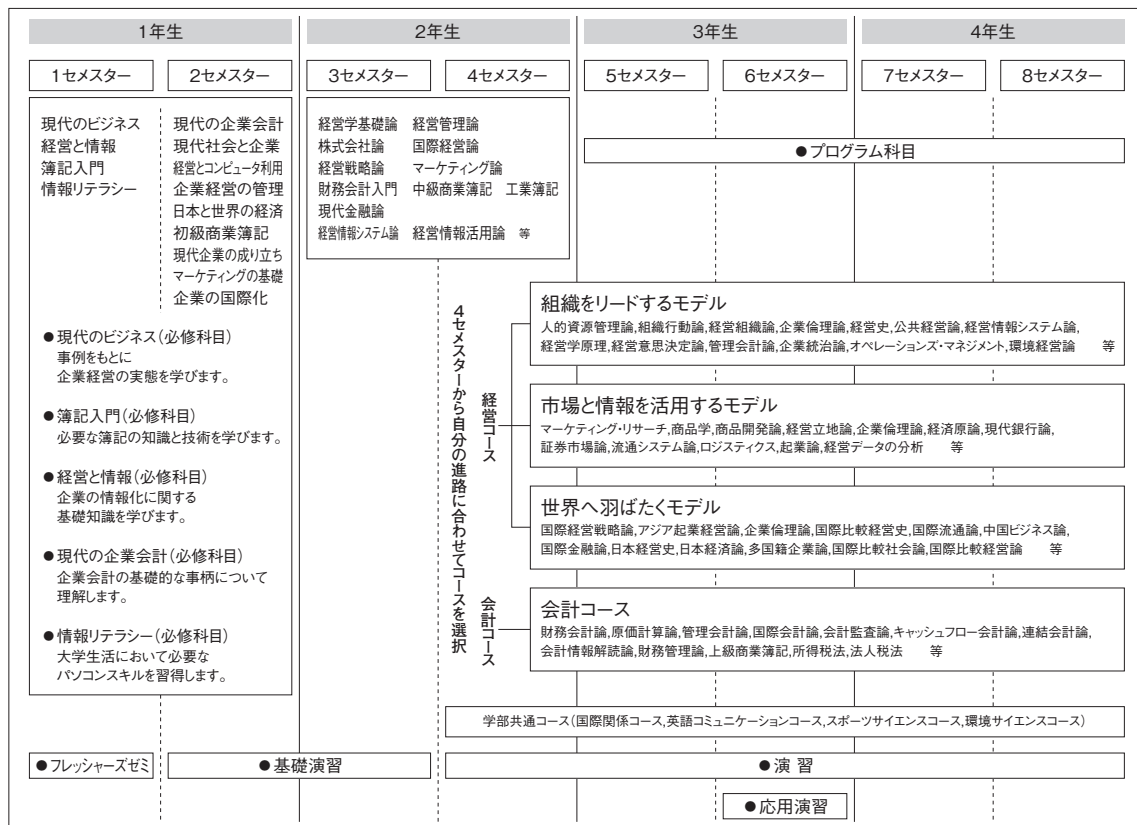 1年生
2年生
3年生
4年生
1セメスター
2セメスター
3セメスター
4セメスター
5セメスター
6セメスター
7セメスター
8セメスター
現代のビジネス
経営と情報
簿記入門
情報リテラシー
現代の企業会計
現代社会と企業
経営とコンピュータ利用
企業経営の管理
日本と世界の経済
初級商業簿記
現代企業の成り立ち
マーケティングの基礎
企業の国際化
●現代のビジネス(必修科目)
事例をもとに
企業経営の実態を学びます。
●簿記入門(必修科目)
必要な簿記の知識と技術を学びます。
●経営と情報(必修科目)
企業の情報化に関する
基礎知識を学びます。
●現代の企業会計(必修科目)
企業会計の基礎的な事柄について
理解します。
●情報リテラシー(必修科目)
大学生活において必要な
パソコンスキルを習得します。
経営学基礎論 経営管理論
株式会社論 国際経営論
経営戦略論 マーケティング論
財務会計入門 中級商業簿記 工業簿記
現代金融論
経営情報システム論 経営情報活用論 等
●プログラム科目
4セメスターから自分の進路に合わせてコースを選択
経営コース
会計コース
組織をリードするモデル
人的資源管理論,組織行動論,経営組織論,企業倫理論,経営史,公共経営論,経営情報システム論,
経営学原理,経営意思決定論,管理会計論,企業統治論,オペレーションズ・マネジメント,環境経営論 等
市場と情報を活用するモデル
マーケティング・リサーチ,商品学,商品開発論,経営立地論,企業倫理論,経済原論,現代銀行論,
証券市場論,流通システム論,ロジスティクス,起業論,経営データの分析 等
世界へ羽ばたくモデル
国際経営戦略論,アジア起業経営論,企業倫理論,国際比較経営史,国際流通論,中国ビジネス論,
国際金融論,日本経営史,日本経済論,多国籍企業論,国際比較社会論,国際比較経営論 等
会計コース
財務会計論,原価計算論,管理会計論,国際会計論,会計監査論,キャッシュフロー会計論,連結会計論,
会計情報解読論,財務管理論,上級商業簿記,所得税法,法人税法 等
学部共通コース(国際関係コース,英語コミュニケーションコース,スポーツサイエンスコース,環境サイエンスコース)
●フレッシャーズゼミ
●基礎演習
●演 習
●応用演習